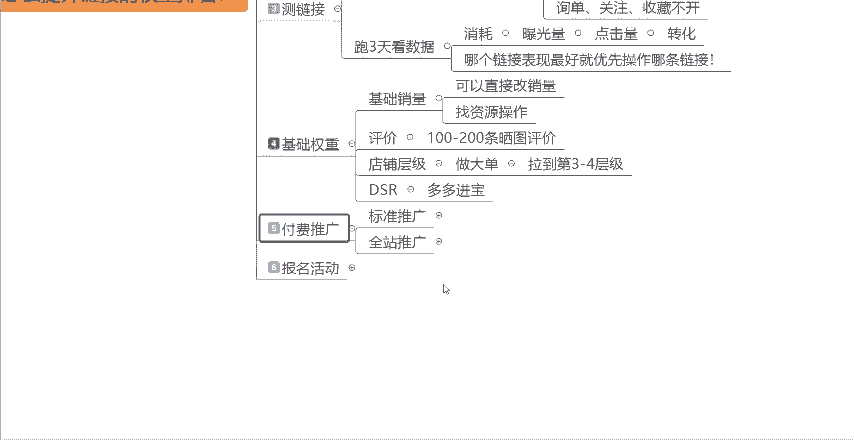 询单、关注、收藏不开
3 测链接
消耗 曝光量 点击量 转化
跑3天看数据
哪个链接表现最好就优先操作哪条链接!
可以直接改销量
基础销量
找资源操作
评价 100-200条晒图评价
4 基础权重
店铺层级 做大单 拉到第3-4层级
DSR 多多进宝
标准推广
5 付费推广
全站推广
6 报名活动